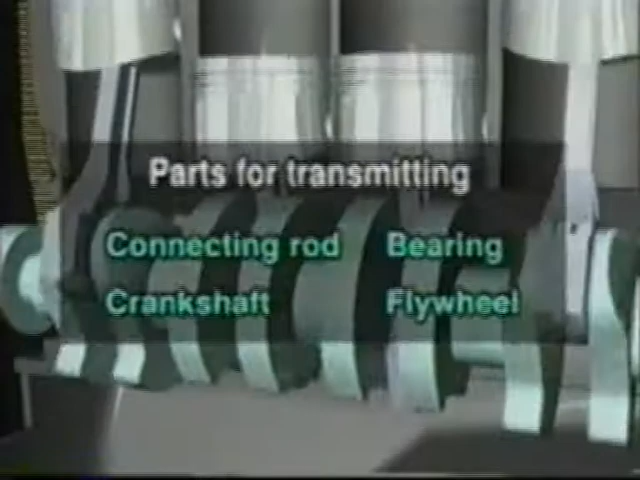 Parts for transmitting
Connecting rod Bearing
Crankshaft Flywheel